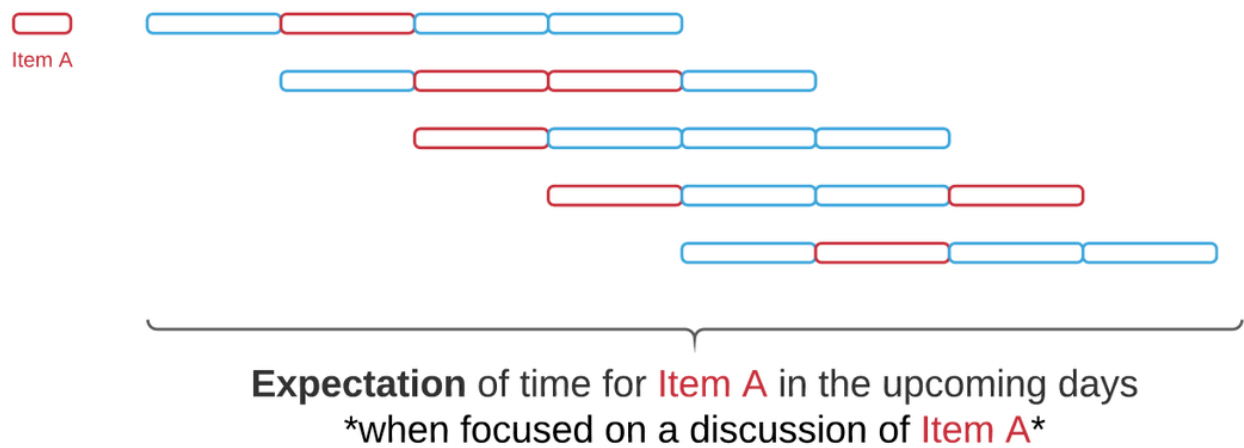 Item A
Expectation of time for Item A in the upcoming days
*when focused on a discussion of Item A*